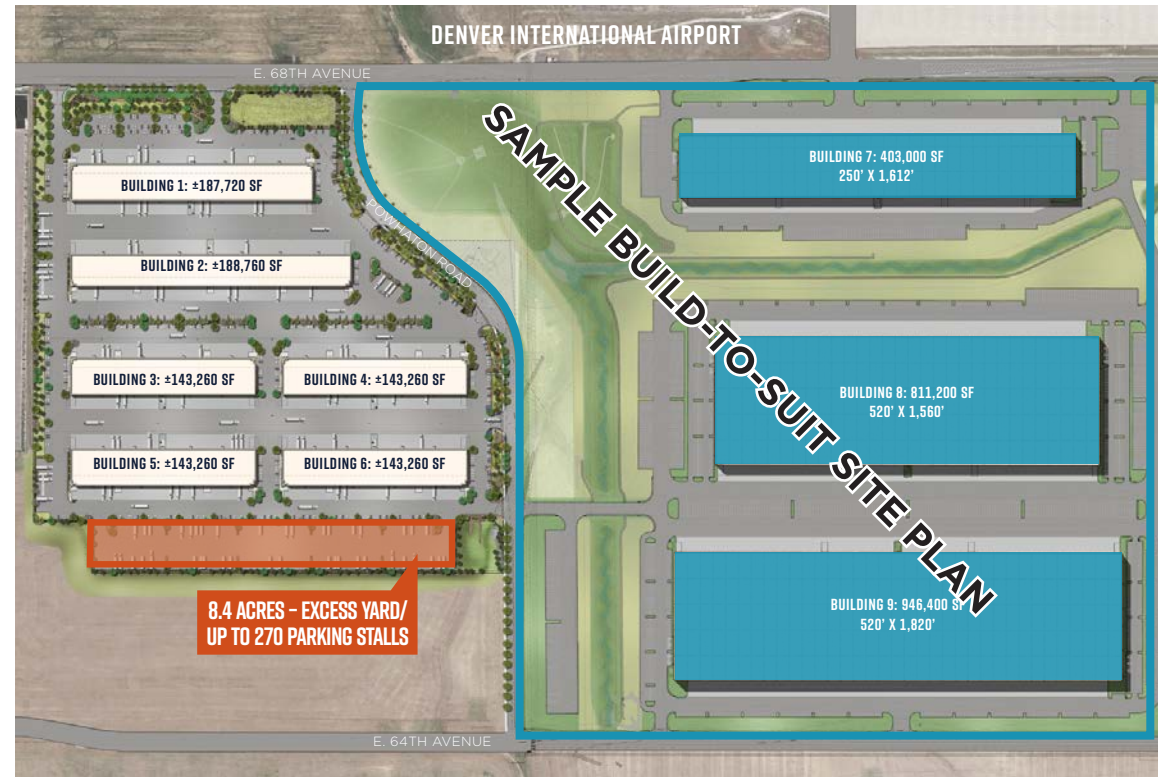 DENVER INTERNATIONAL AIRPORT
E. 68TH AVENUE
BUILDING 1: ±187,720 SF
BUILDING 2: ±188,760 SF
POWHATON ROAD
BUILDING 3: ±143,260 SF
BUILDING 4: ±143,260 SF
BUILDING 5: ±143,260 SF
BUILDING 6: ±143,260 SF
8.4 ACRES – EXCESS YARD/
UP TO 270 PARKING STALLS
SAMPLE BUILD-TO-SUIT SITE PLAN
BUILDING 7: 403,000 SF
250' X 1,612'
BUILDING 8: 811,200 SF
520' X 1,560'
BUILDING 9: 946,400 SF
520' X 1,820'
E. 64TH AVENUE